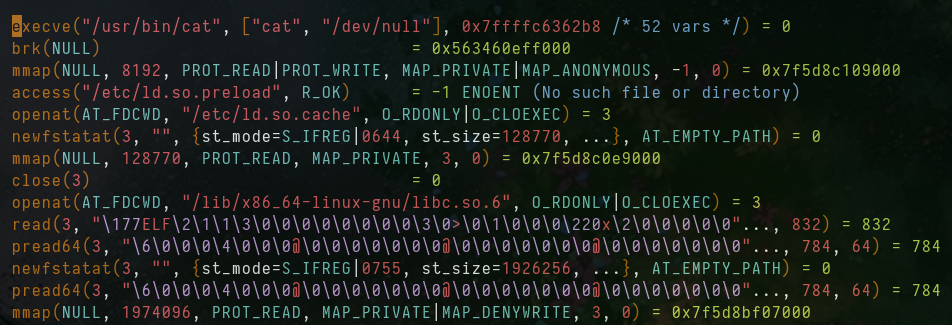 execve("/usr/bin/cat", ["cat", "/dev/null"], 0x7ffffc6362b8 /* 52 vars */) = 0
brk(NULL)                               = 0x563460eff000
mmap(NULL, 8192, PROT_READ|PROT_WRITE, MAP_PRIVATE|MAP_ANONYMOUS, -1, 0) = 0x7f5d8c109000
access("/etc/ld.so.preload", R_OK)      = -1 ENOENT (No such file or directory)
openat(AT_FDCWD, "/etc/ld.so.cache", O_RDONLY|O_CLOEXEC) = 3
newfstatat(3, "", {st_mode=S_IFREG|0644, st_size=128770, ...}, AT_EMPTY_PATH) = 0
mmap(NULL, 128770, PROT_READ, MAP_PRIVATE, 3, 0) = 0x7f5d8c0e9000
close(3)                                = 0
openat(AT_FDCWD, "/lib/x86_64-linux-gnu/libc.so.6", O_RDONLY|O_CLOEXEC) = 3
read(3, "\177ELF\2\1\1\3\0\0\0\0\0\0\0\0\3\0>\0\1\0\0\0\220x\2\0\0\0\0\0"..., 832) = 832
pread64(3, "\6\0\0\0\4\0\0\0@\0\0\0\0\0\0\0@\0\0\0\0\0\0\0@\0\0\0\0\0\0\0"..., 784, 64) = 784
newfstatat(3, "", {st_mode=S_IFREG|0755, st_size=1926256, ...}, AT_EMPTY_PATH) = 0
pread64(3, "\6\0\0\0\4\0\0\0@\0\0\0\0\0\0\0@\0\0\0\0\0\0\0@\0\0\0\0\0\0\0"..., 784, 64) = 784
mmap(NULL, 1974096, PROT_READ, MAP_PRIVATE|MAP_DENYWRITE, 3, 0) = 0x7f5d8bf07000